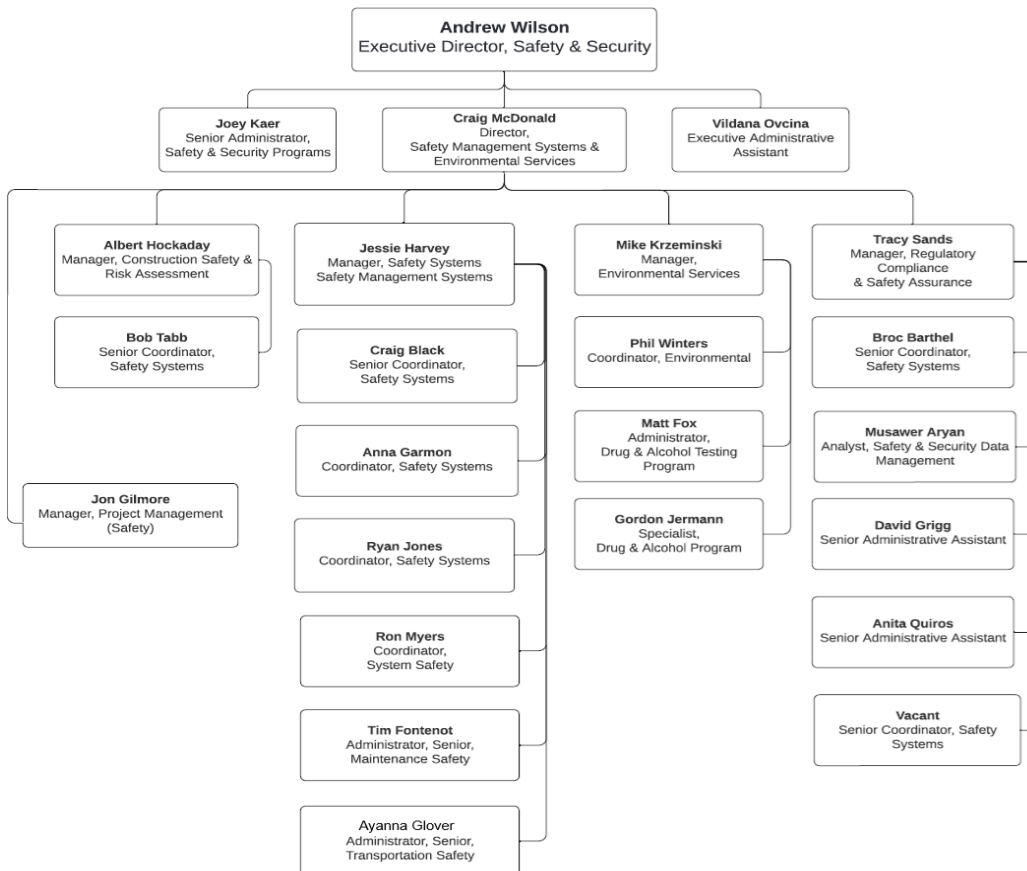 Andrew Wilson
Executive Director, Safety & Security
Joey Kaer
Senior Administrator,
Safety & Security Programs
Craig McDonald
Director,
Safety Management Systems &
Environmental Services
Vildana Ovcina
Executive Administrative
Assistant
Albert Hockaday
Manager, Construction Safety &
Risk Assessment
Bob Tabb
Senior Coordinator,
Safety Systems
Jon Gilmore
Manager, Project Management
(Safety)
Jessie Harvey
Manager, Safety Systems
Safety Management Systems
Craig Black
Senior Coordinator,
Safety Systems
Anna Garmon
Coordinator, Safety Systems
Ryan Jones
Coordinator, Safety Systems
Ron Myers
Coordinator,
System Safety
Tim Fontenot
Administrator, Senior,
Maintenance Safety
Ayanna Glover
Administrator, Senior,
Transportation Safety
Mike Krzeminski
Manager,
Environmental Services
Phil Winters
Coordinator, Environmental
Matt Fox
Administrator,
Drug & Alcohol Testing
Program
Gordon Jermann
Specialist,
Drug & Alcohol Program
Tracy Sands
Manager, Regulatory
Compliance
& Safety Assurance
Broc Barthel
Senior Coordinator,
Safety Systems
Musawer Aryan
Analyst, Safety & Security Data
Management
David Grigg
Senior Administrative Assistant
Anita Quiros
Senior Administrative Assistant
Vacant
Senior Coordinator, Safety
Systems